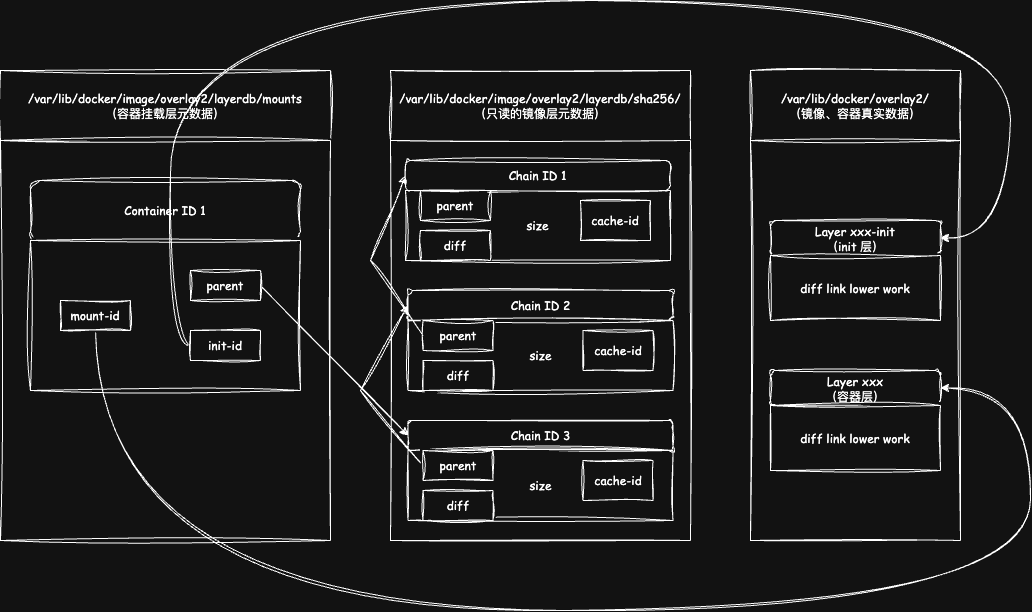 /var/lib/docker/image/overlay2/layerdb/mounts
(容器挂载层元数据)
Container ID 1
parent
mount-id
init-id
/var/lib/docker/image/overlay2/layerdb/sha256/
(只读的镜像层元数据)
Chain ID 1
parent
size
cache-id
diff
Chain ID 2
parent
size
cache-id
diff
Chain ID 3
parent
size
cache-id
diff
/var/lib/docker/overlay2/
(镜像、容器真实数据)
Layer xxx-init
(init 层)
diff link lower work
Layer xxx
(容器层)
diff link lower work